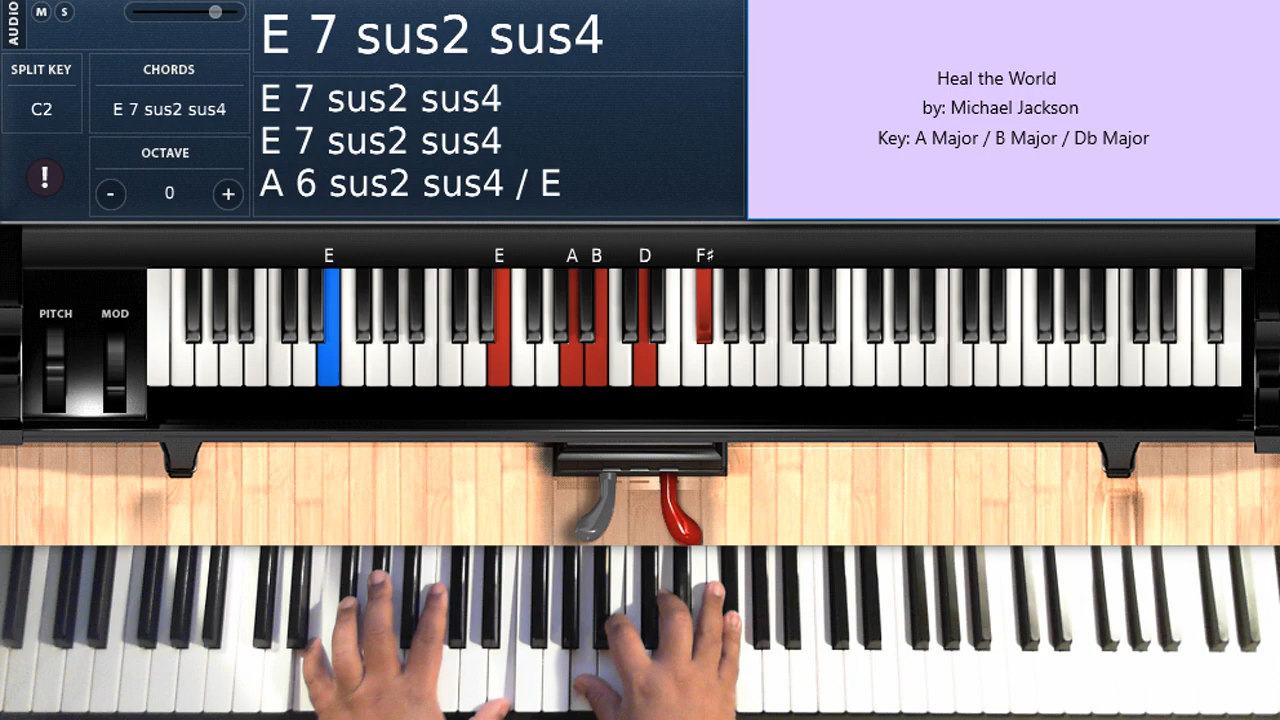 AUDiO
M S
SPLIT KEY
C2
!
CHORDS
E 7 sus2 sus4
OCTAVE
- 0 +
E 7 sus2 sus4
E 7 sus2 sus4
E 7 sus2 sus4
A 6 sus2 sus4 / E
Heal the World
by: Michael Jackson
Key: A Major / B Major / Db Major
E E A B D F♯
PITCH MOD